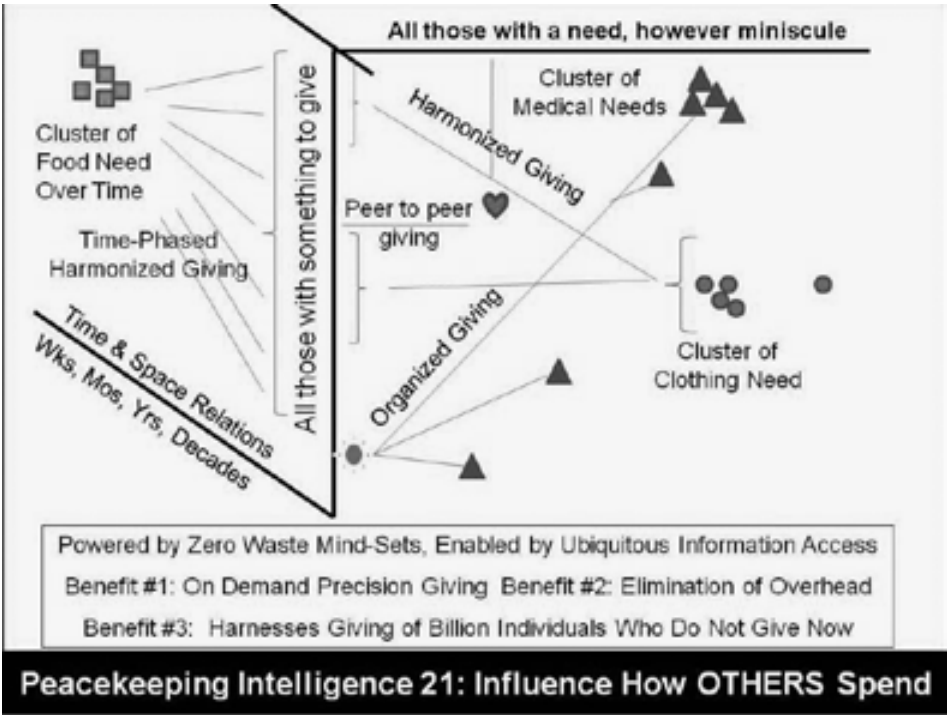 All those with a need, however miniscule
Cluster of
Medical Needs
Harmonized Giving
All those with something to give
Cluster of
Food Need
Over Time
Peer to peer
giving
Time-Phased
Harmonized Giving
Organized Giving
Cluster of
Clothing Need
Time & Space Relations
Wks, Mos, Yrs, Decades
Powered by Zero Waste Mind-Sets, Enabled by Ubiquitous Information Access
Benefit #1: On Demand Precision Giving Benefit #2: Elimination of Overhead
Benefit #3: Harnesses Giving of Billion Individuals Who Do Not Give Now
Peacekeeping Intelligence 21: Influence How OTHERS Spend